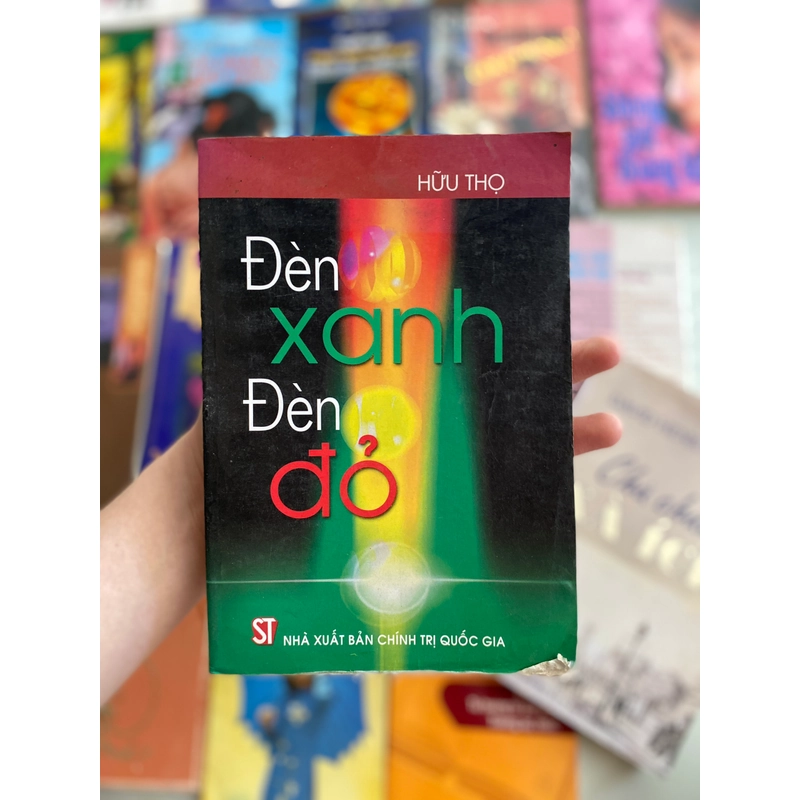 HỮU THỌ
Đèn
xanh
Đèn
đỏ
ST NHÀ XUẤT BẢN CHÍNH TRỊ QUỐC GIA